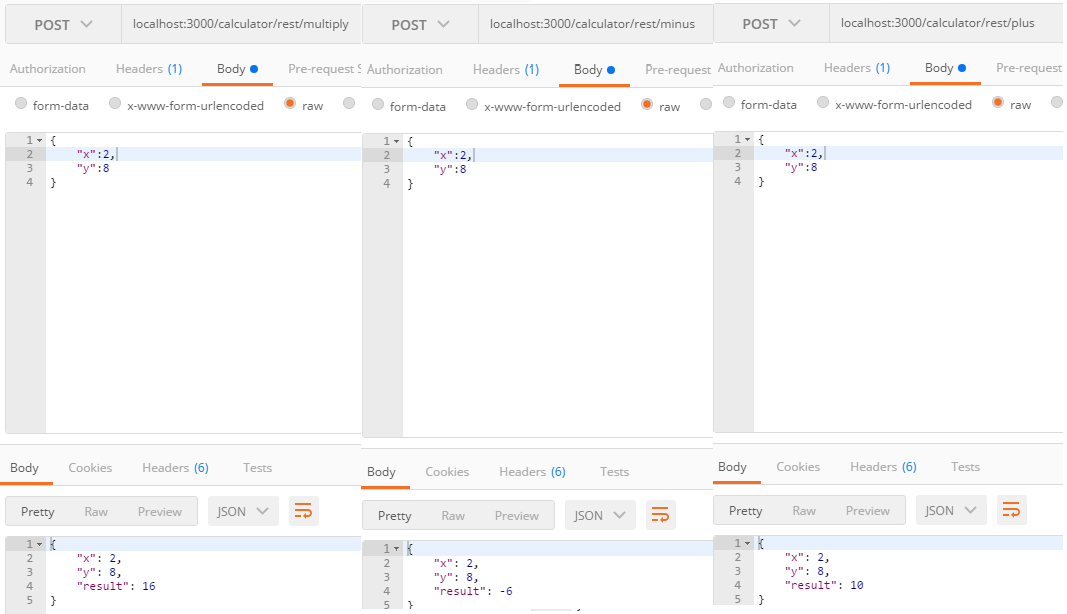 POST localhost:3000/calculator/rest/multiply
Authorization Headers (1) Body Pre-request S
form-data x-www-form-urlencoded raw
1 {
2 "x":2,
3 "y":8
4 }
Body Cookies Headers (6) Tests
Pretty Raw Preview JSON
1 {
2 "x": 2,
3 "y": 8,
4 "result": 16
5 }
POST localhost:3000/calculator/rest/minus
Authorization Headers (1) Body Pre-request
form-data x-www-form-urlencoded raw
1 {
2 "x":2,
3 "y":8
4 }
Body Cookies Headers (6) Tests
Pretty Raw Preview JSON
1 {
2 "x": 2,
3 "y": 8,
4 "result": -6
5 }
POST localhost:3000/calculator/rest/plus
Authorization Headers (1) Body Pre-request
form-data x-www-form-urlencoded raw
1 {
2 "x":2,
3 "y":8
4 }
Body Cookies Headers (6) Tests
Pretty Raw Preview JSON
1 {
2 "x": 2,
3 "y": 8,
4 "result": 10
5 }